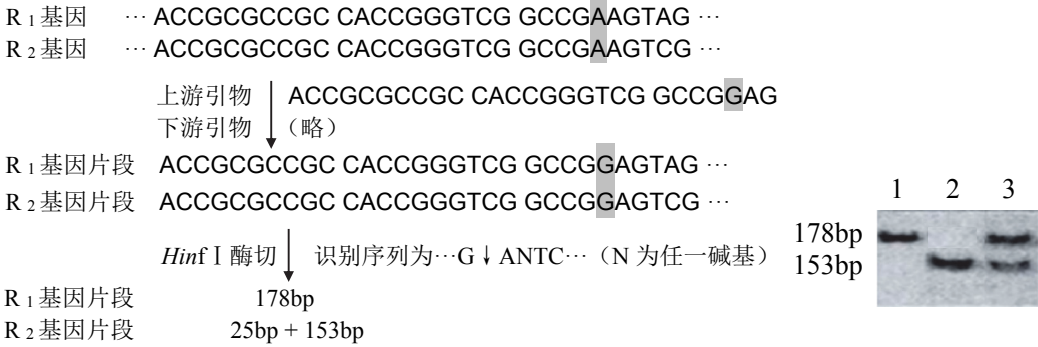 R₁基因 … ACCGCGCCGC CACCGGGTCG GCCGAAGTAG …
R₂基因 … ACCGCGCCGC CACCGGGTCG GCCGAAGTCG …
上游引物 ACCGCGCCGC CACCGGGTCG GCCGGAG
下游引物 （略）
R₁基因片段 ACCGCGCCGC CACCGGGTCG GCCGGAGTAG …
R₂基因片段 ACCGCGCCGC CACCGGGTCG GCCGGAGTCG …
HinfⅠ酶切 识别序列为…G↓ANTC…（N为任一碱基）
R₁基因片段 178bp
R₂基因片段 25bp + 153bp
1 2 3
178bp
153bp